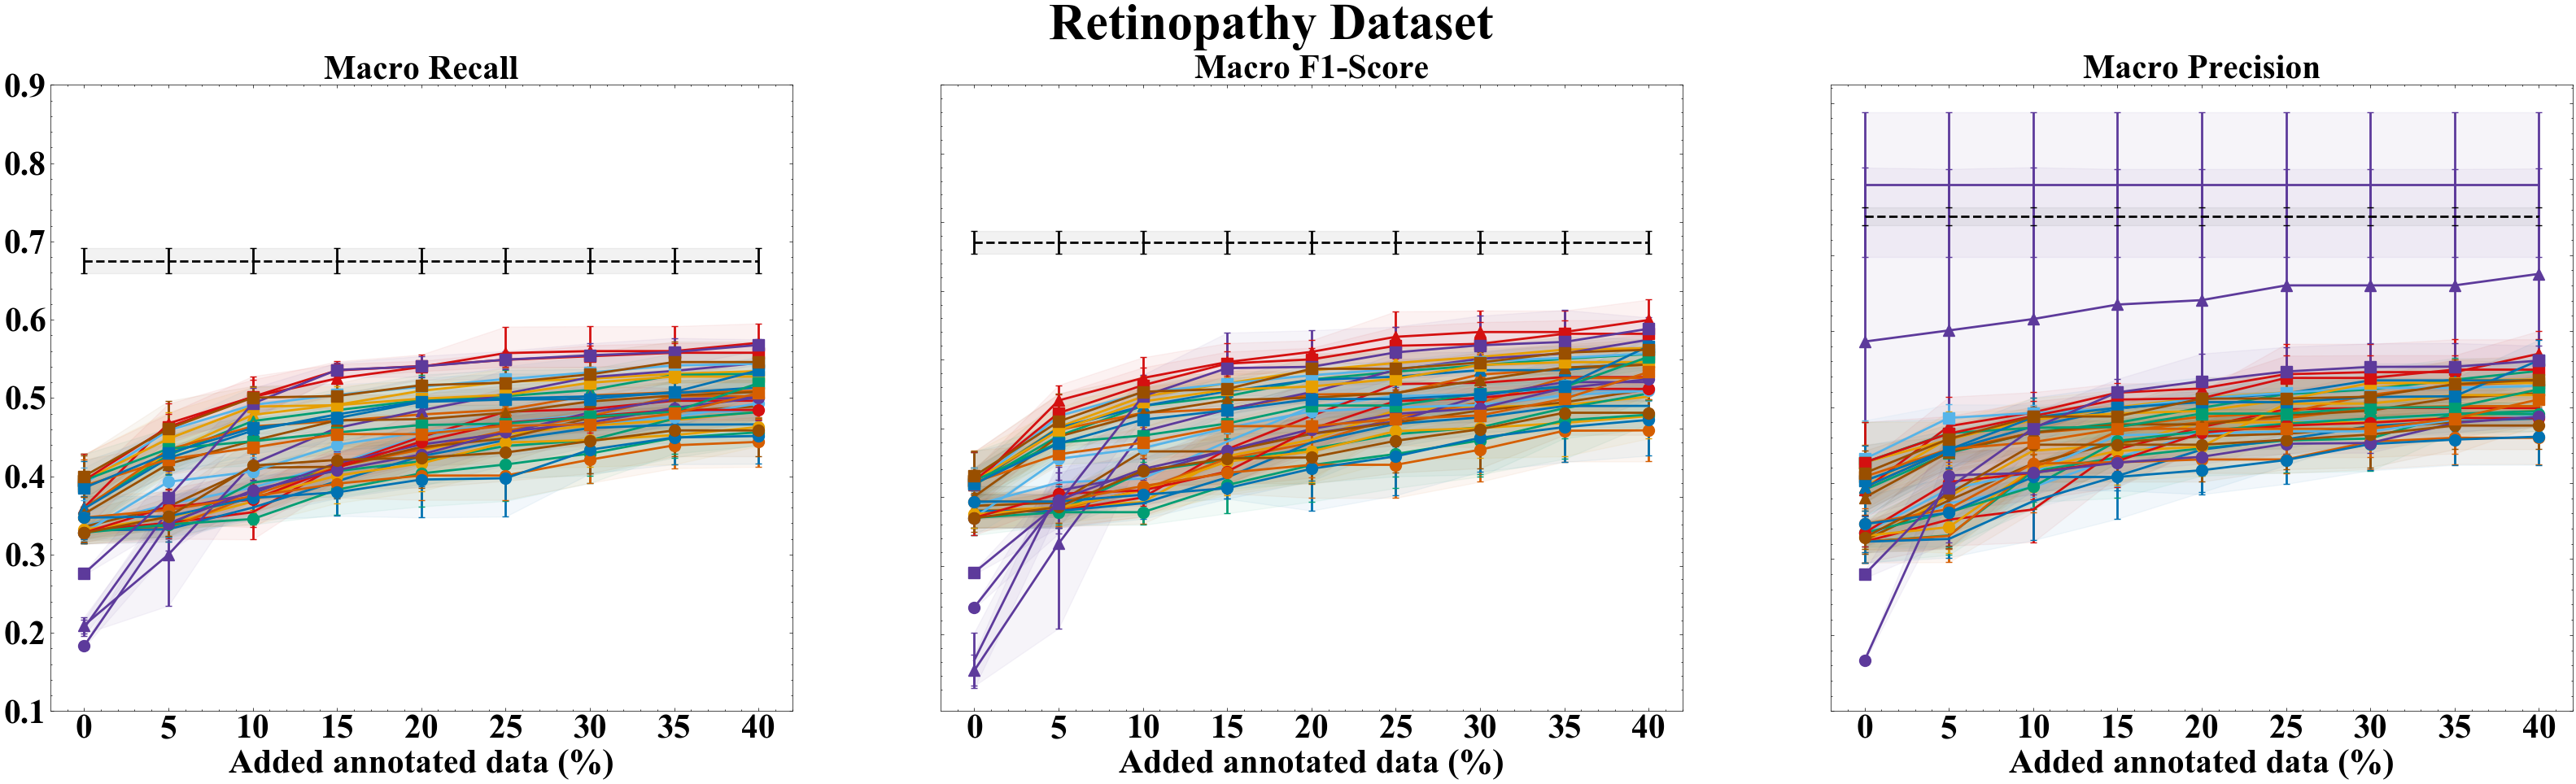 Retinopathy Dataset
Macro Recall
0.9
0.8
0.7
0.6
0.5
0.4
0.3
0.2
0.1
0 5 10 15 20 25 30 35 40
Added annotated data (%)
Macro F1-Score
0 5 10 15 20 25 30 35 40
Added annotated data (%)
Macro Precision
0 5 10 15 20 25 30 35 40
Added annotated data (%)